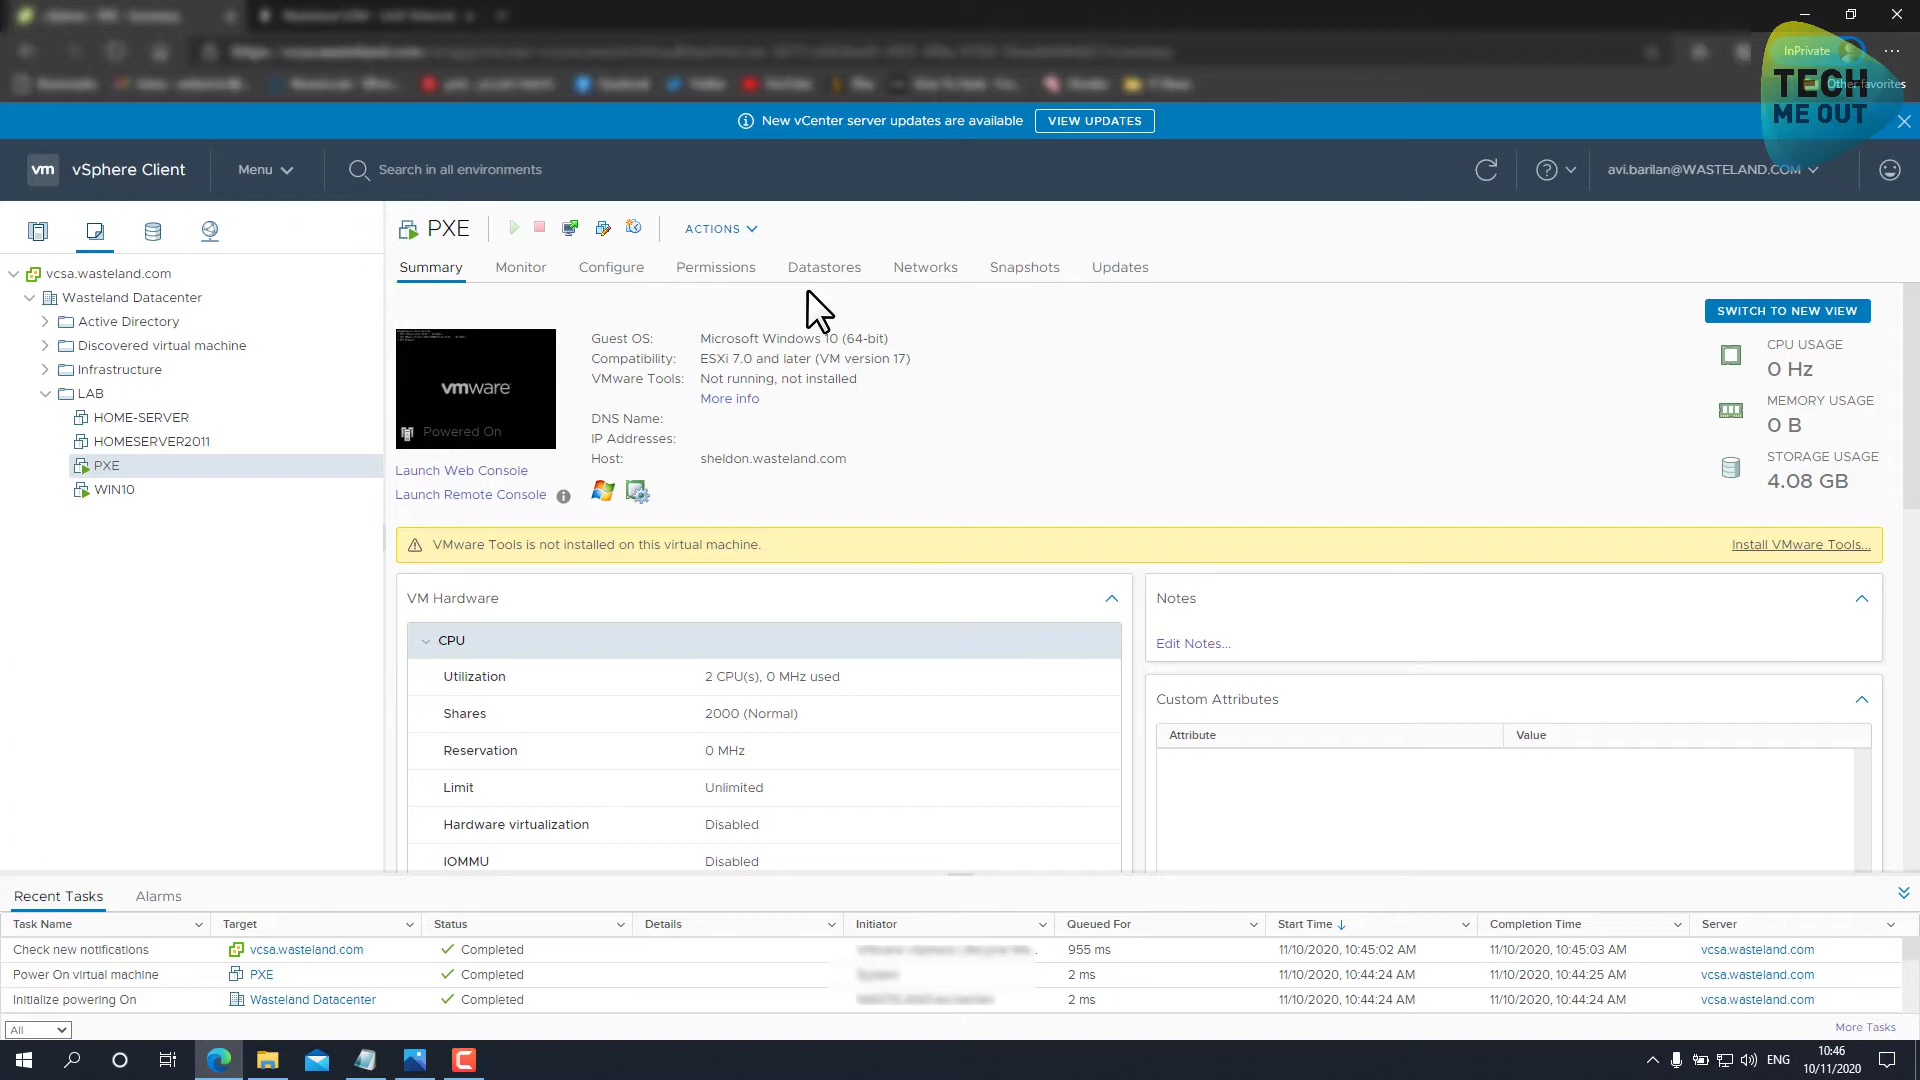 InPrivate
Other favorites
TECH
ME OUT
New vCenter server updates are available
VIEW UPDATES
vm vSphere Client
Menu
Search in all environments
avi.barilan@WASTELAND.COM
vcsa.wasteland.com
Wasteland Datacenter
Active Directory
Discovered virtual machine
Infrastructure
LAB
HOME-SERVER
HOMESERVER2011
PXE
WIN10
PXE
ACTIONS
Summary Monitor Configure Permissions Datastores Networks Snapshots Updates
vmware
Powered On
Launch Web Console
Launch Remote Console
Guest OS: Microsoft Windows 10 (64-bit)
Compatibility: ESXi 7.0 and later (VM version 17)
VMware Tools: Not running, not installed
More info
DNS Name:
IP Addresses:
Host: sheldon.wasteland.com
SWITCH TO NEW VIEW
CPU USAGE
0 Hz
MEMORY USAGE
0 B
STORAGE USAGE
4.08 GB
VMware Tools is not installed on this virtual machine.
Install VMware Tools...
VM Hardware
CPU
Utilization 2 CPU(s), 0 MHz used
Shares 2000 (Normal)
Reservation 0 MHz
Limit Unlimited
Hardware virtualization Disabled
IOMMU Disabled
Notes
Edit Notes...
Custom Attributes
Attribute Value
Recent Tasks Alarms
Task Name Target Status Details Initiator Queued For Start Time Completion Time Server
Check new notifications vcsa.wasteland.com Completed 955 ms 11/10/2020, 10:45:02 AM 11/10/2020, 10:45:03 AM vcsa.wasteland.com
Power On virtual machine PXE Completed 2 ms 11/10/2020, 10:44:24 AM 11/10/2020, 10:44:25 AM vcsa.wasteland.com
Initialize powering On Wasteland Datacenter Completed 2 ms 11/10/2020, 10:44:24 AM 11/10/2020, 10:44:24 AM vcsa.wasteland.com
All
More Tasks
ENG
10:46
10/11/2020